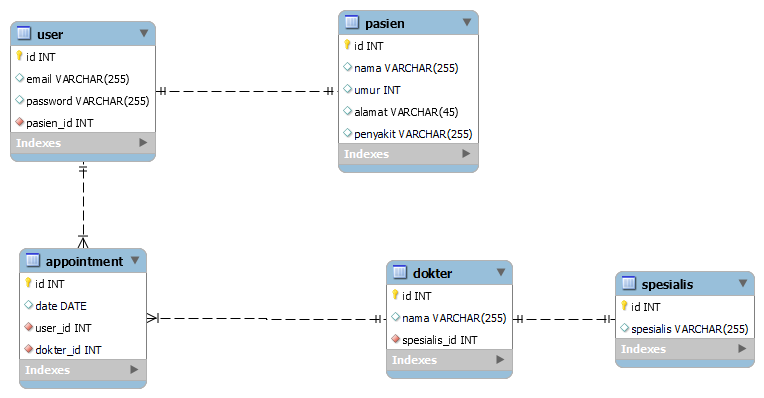 user
id INT
email VARCHAR(255)
password VARCHAR(255)
pasien_id INT
Indexes
pasien
id INT
nama VARCHAR(255)
umur INT
alamat VARCHAR(45)
penyakit VARCHAR(255)
Indexes
appointment
id INT
date DATE
user_id INT
dokter_id INT
Indexes
dokter
id INT
nama VARCHAR(255)
spesialis_id INT
Indexes
spesialis
id INT
spesialis VARCHAR(255)
Indexes